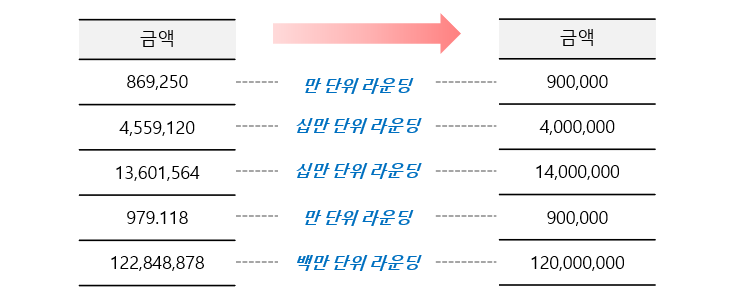 금액 금액
869,250 만 단위 라운딩 900,000
4,559,120 십만 단위 라운딩 4,000,000
13,601,564 십만 단위 라운딩 14,000,000
979.118 만 단위 라운딩 900,000
122,848,878 백만 단위 라운딩 120,000,000